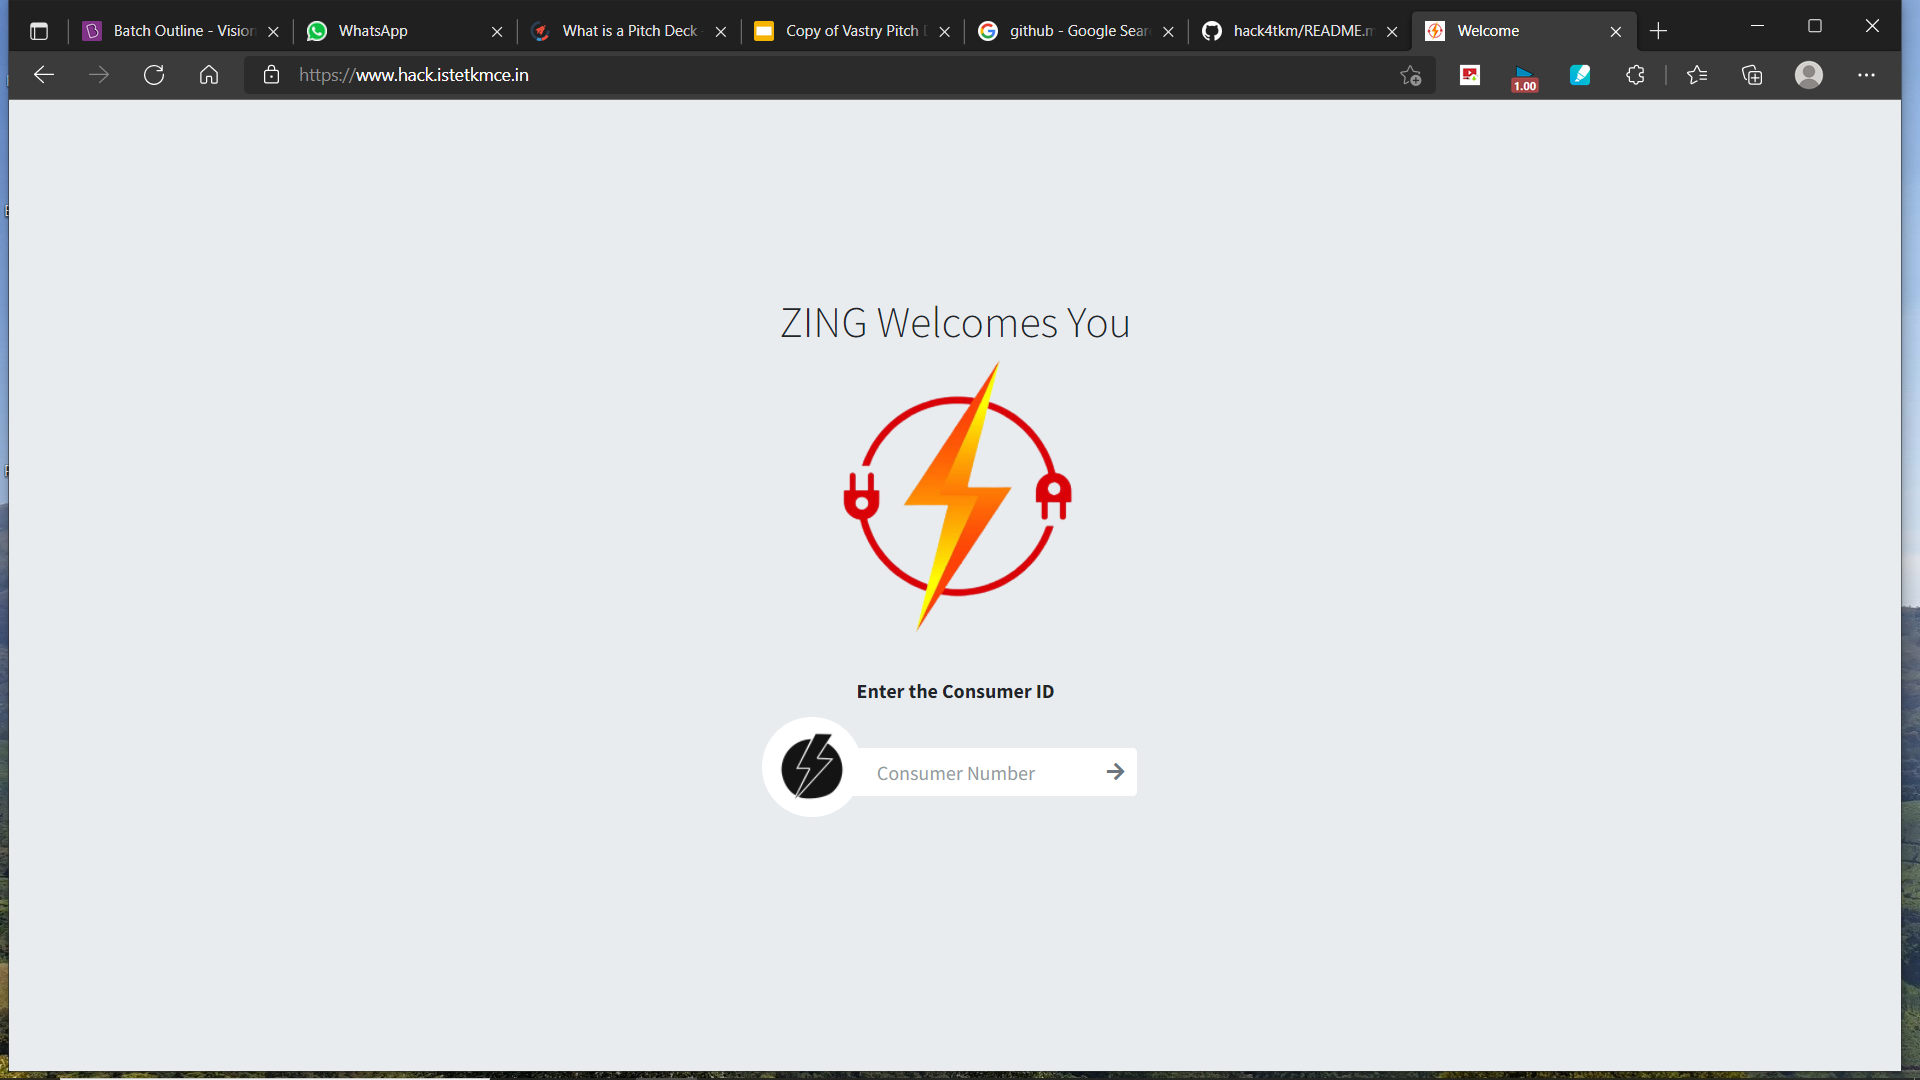 Batch Outline - Vision
WhatsApp
What is a Pitch Deck
Copy of Vastry Pitch
github - Google Sear
hack4tkm/README.m
Welcome
https://www.hack.istetkmce.in
1.00
ZING Welcomes You
Enter the Consumer ID
Consumer Number